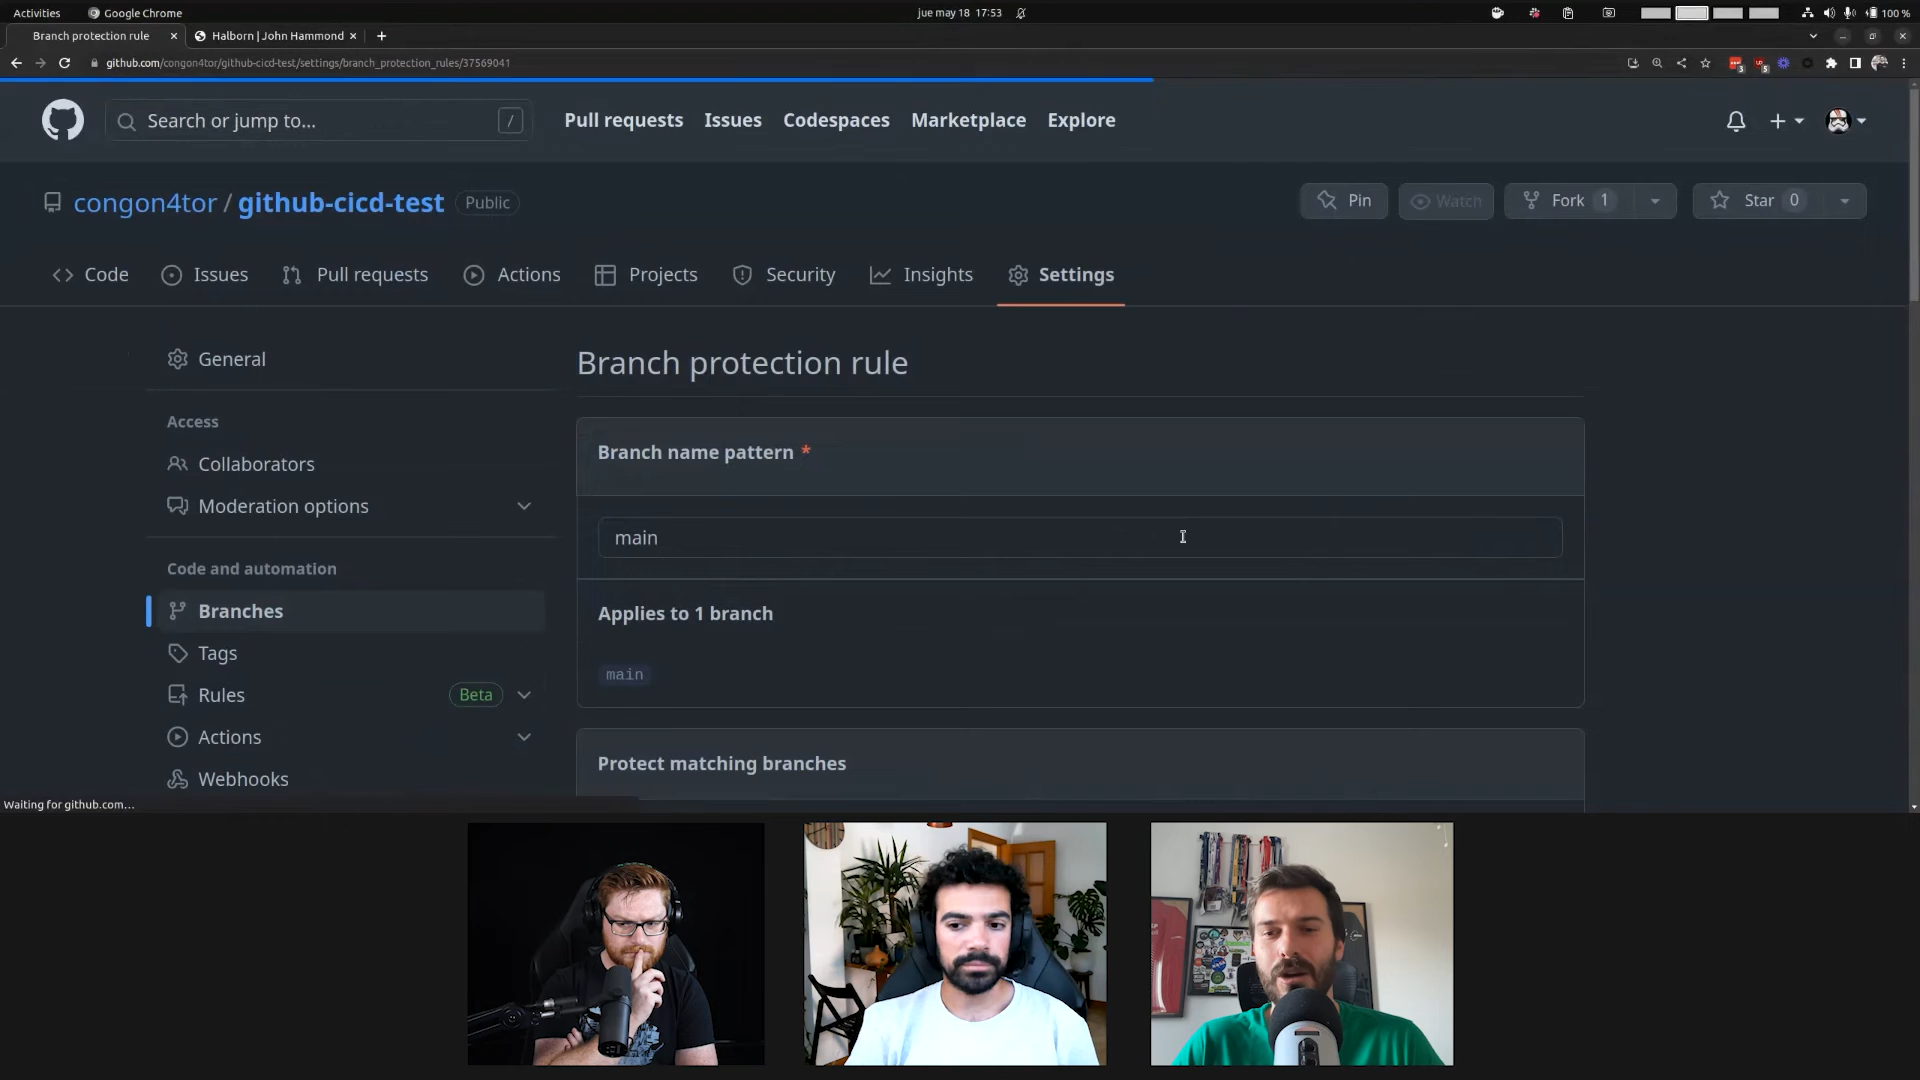 Activities
Google Chrome
jue may 18 17:53
100 %
Branch protection rule
Halborn | John Hammond
github.com/congon4tor/github-cicd-test/settings/branch_protection_rules/37569041
Search or jump to...
/
Pull requests
Issues
Codespaces
Marketplace
Explore
congon4tor / github-cicd-test
Public
Pin
Watch
Fork 1
Star 0
Code
Issues
Pull requests
Actions
Projects
Security
Insights
Settings
General
Access
Collaborators
Moderation options
Code and automation
Branches
Tags
Rules
Beta
Actions
Webhooks
Branch protection rule
Branch name pattern *
main
Applies to 1 branch
main
Protect matching branches
Waiting for github.com...